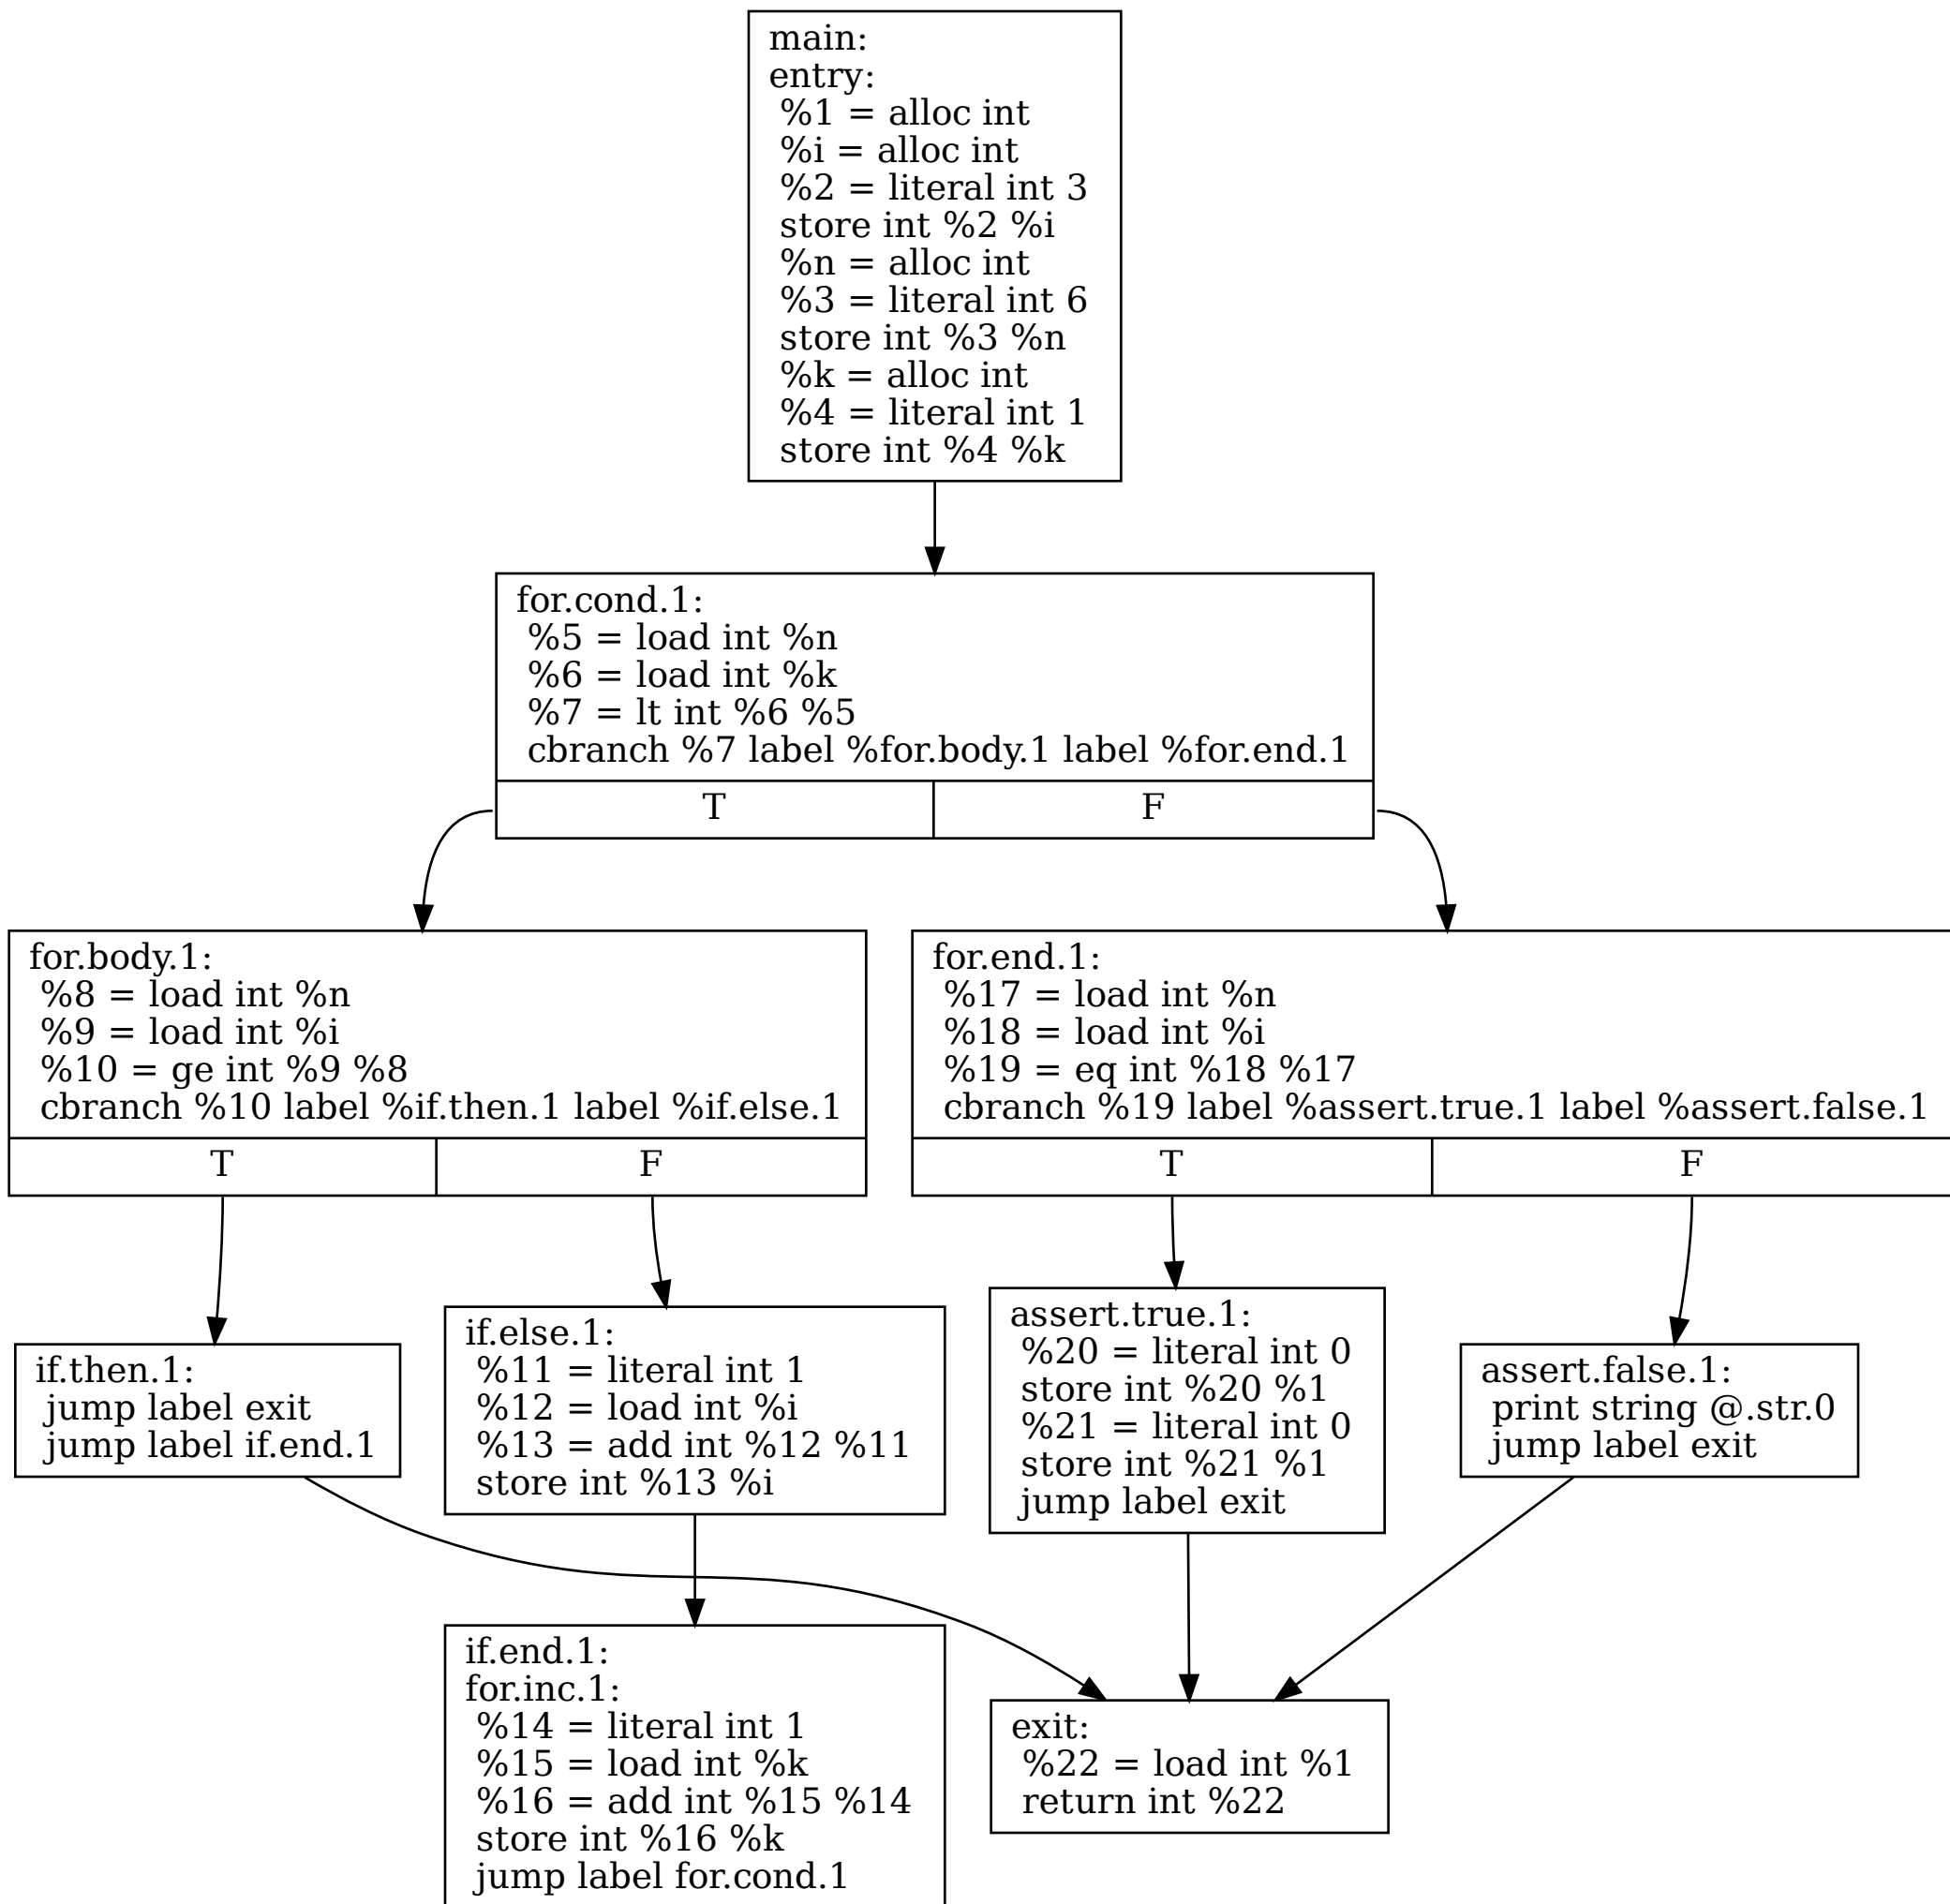 main:
entry:
%1 = alloc int
%i = alloc int
%2 = literal int 3
store int %2 %i
%n = alloc int
%3 = literal int 6
store int %3 %n
%k = alloc int
%4 = literal int 1
store int %4 %k
for.cond.1:
%5 = load int %n
%6 = load int %k
%7 = lt int %6 %5
cbranch %7 label %for.body.1 label %for.end.1
T
F
for.body.1:
%8 = load int %n
%9 = load int %i
%10 = ge int %9 %8
cbranch %10 label %if.then.1 label %if.else.1
T
F
for.end.1:
%17 = load int %n
%18 = load int %i
%19 = eq int %18 %17
cbranch %19 label %assert.true.1 label %assert.false.1
T
F
if.then.1:
jump label exit
jump label if.end.1
if.else.1:
%11 = literal int 1
%12 = load int %i
%13 = add int %12 %11
store int %13 %i
assert.true.1:
%20 = literal int 0
store int %20 %1
%21 = literal int 0
store int %21 %1
jump label exit
assert.false.1:
print string @.str.0
jump label exit
if.end.1:
for.inc.1:
%14 = literal int 1
%15 = load int %k
%16 = add int %15 %14
store int %16 %k
jump label for.cond.1
exit:
%22 = load int %1
return int %22